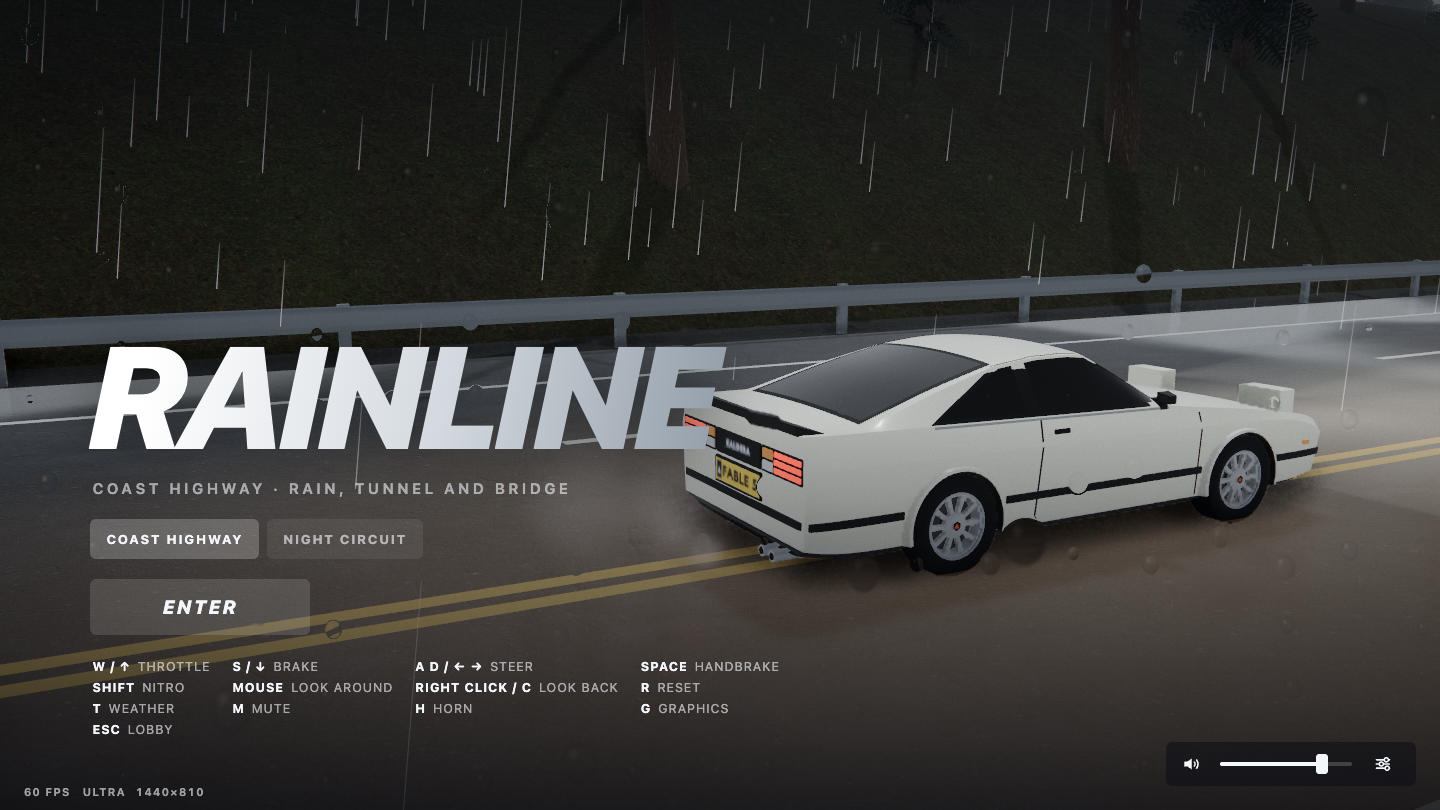 RAINLINE
FABLE 5
COAST HIGHWAY · RAIN, TUNNEL AND BRIDGE
COAST HIGHWAY NIGHT CIRCUIT
ENTER
W / ↑ THROTTLE S / ↓ BRAKE A D / ← → STEER SPACE HANDBRAKE
SHIFT NITRO MOUSE LOOK AROUND RIGHT CLICK / C LOOK BACK R RESET
T WEATHER M MUTE H HORN G GRAPHICS
ESC LOBBY
60 FPS ULTRA 1440×810